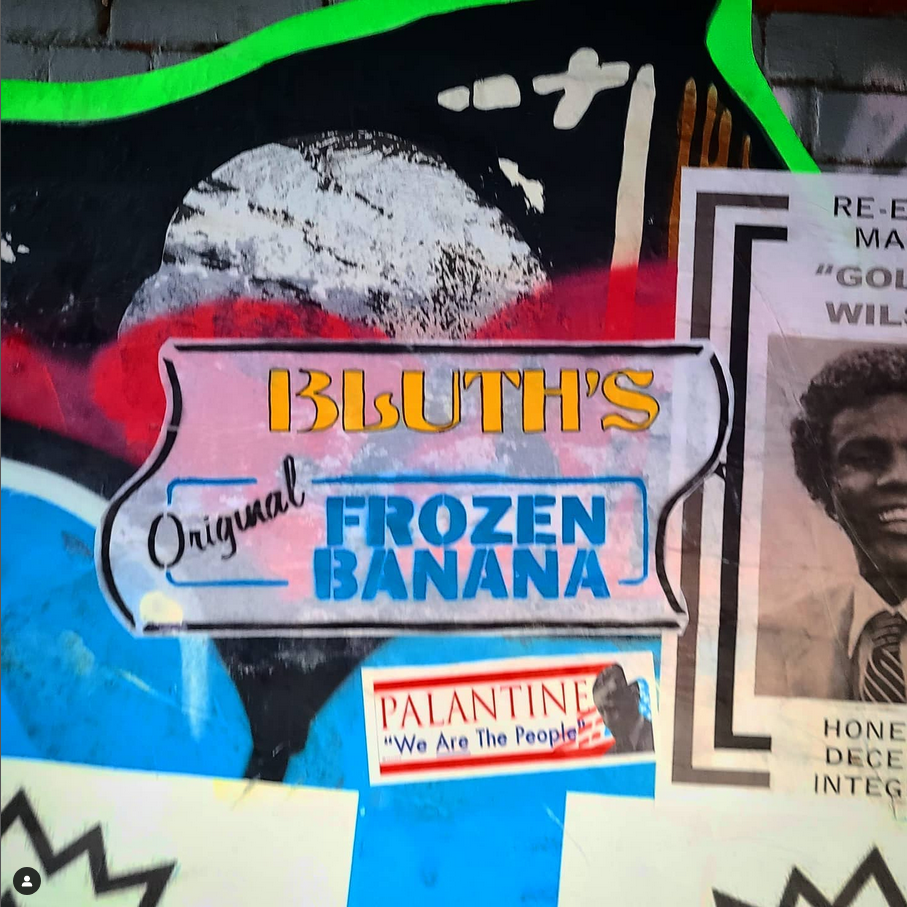 BLUTH'S
Original
FROZEN
BANANA
PALANTINE
"We Are The People"
RE-E
MA
"GOL
WILS
HONE
DECE
INTEG